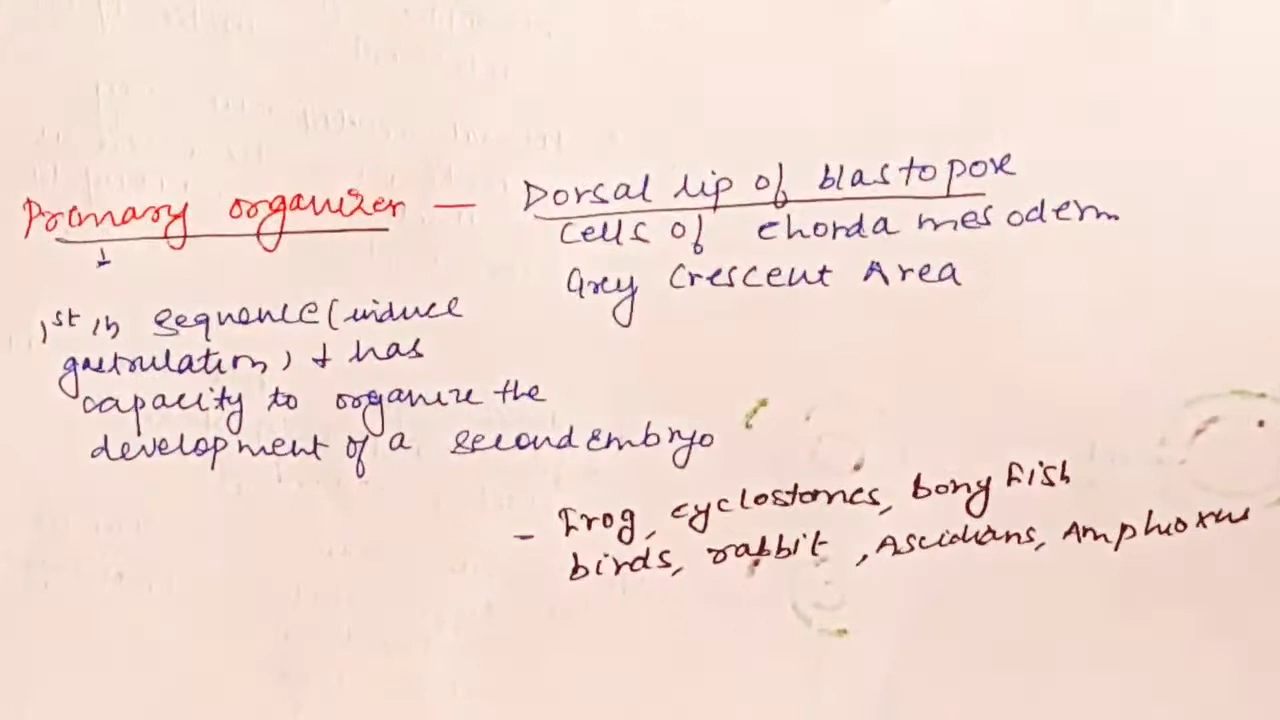 Primary organizer — Dorsal lip of blastopore
cells of chorda mesoderm
Grey Crescent Area
1st in sequence (induce
gastrulation) & has
capacity to organize the
development of a second Embryo
- Frog, cyclostomes, bony fish
birds, rabbit, Ascidians, Amphioxus